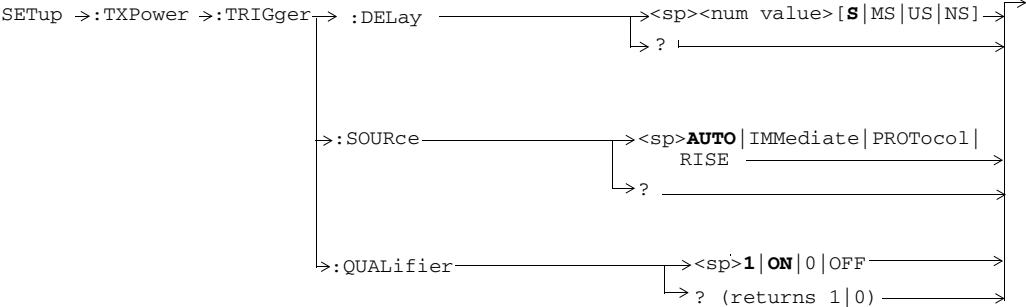 SETup :TXPower :TRIGger :DELay <sp><num value>[S|MS|US|NS]
?
:SOURce <sp>AUTO|IMMediate|PROTocol|
RISE
?
:QUALifier <sp>1|ON|0|OFF
? (returns 1|0)